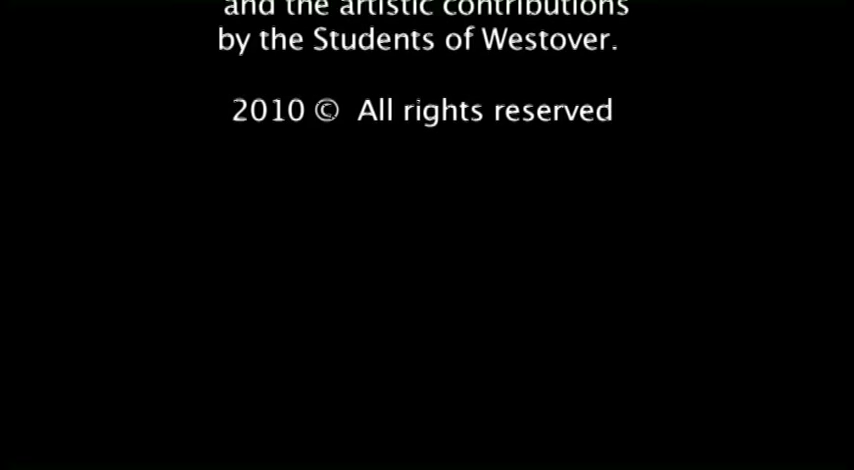 and the artistic contributions
by the Students of Westover.
2010 © All rights reserved